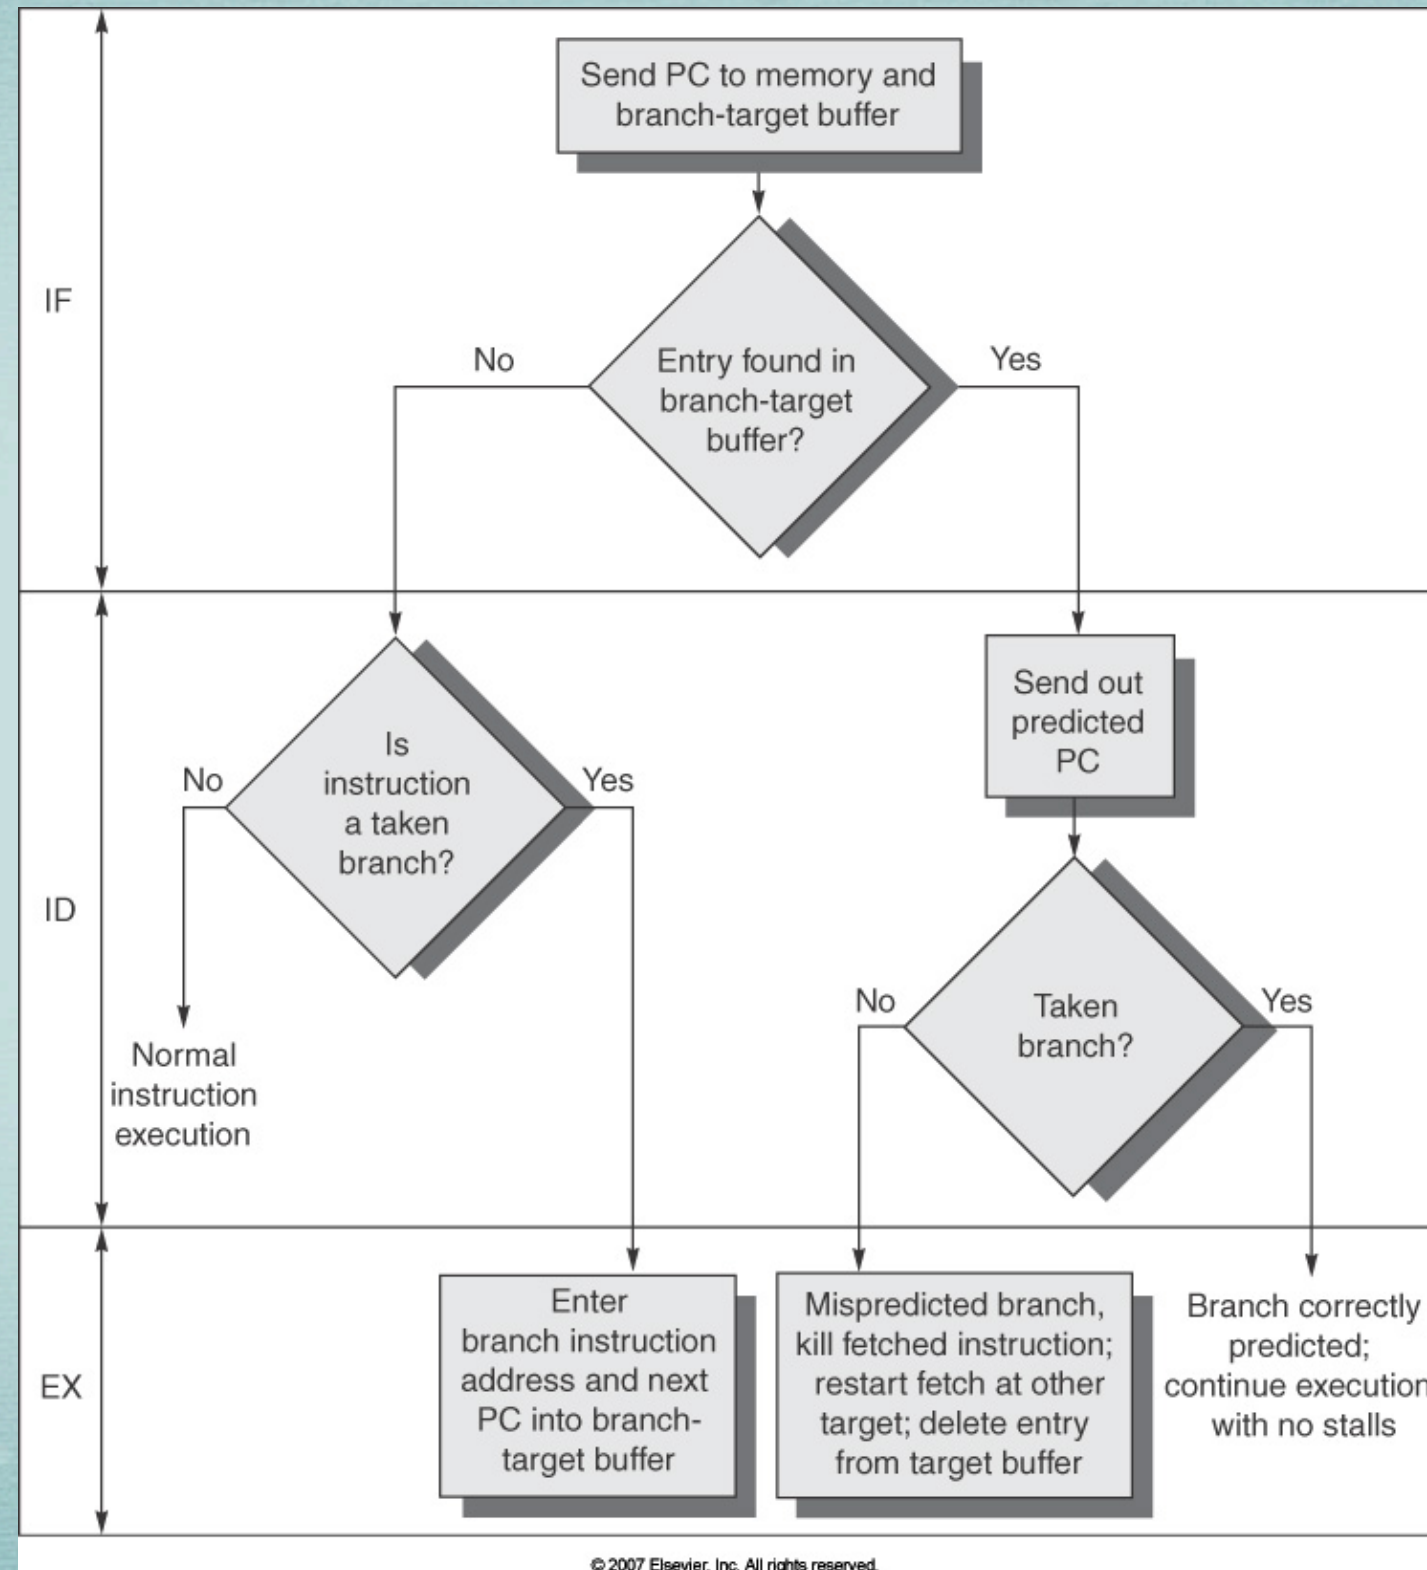 Send PC to memory and
branch-target buffer
IF
No
Entry found in
branch-target
buffer?
Yes
ID
No
Is
instruction
a taken
branch?
Yes
Normal
instruction
execution
Send out
predicted
PC
No
Taken
branch?
Yes
EX
Enter
branch instruction
address and next
PC into branch-
target buffer
Mispredicted branch,
kill fetched instruction;
restart fetch at other
target; delete entry
from target buffer
Branch correctly
predicted;
continue execution
with no stalls
© 2007 Elsevier, Inc. All rights reserved.